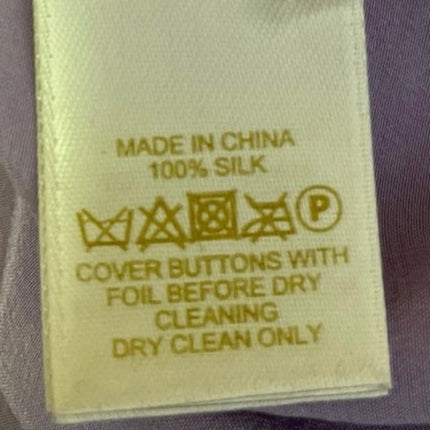 MADE IN CHINA
100% SILK
P
COVER BUTTONS WITH
FOIL BEFORE DRY
CLEANING
DRY CLEAN ONLY